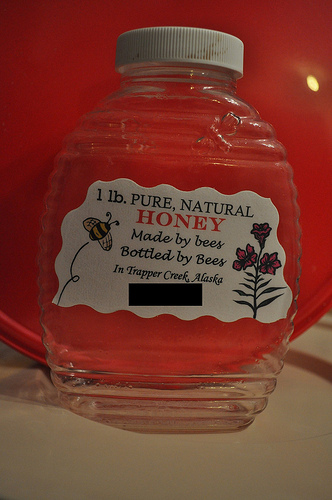 1 lb. PURE, NATURAL
HONEY
Made by bees
Bottled by Bees
In Trapper Creek, Alaska